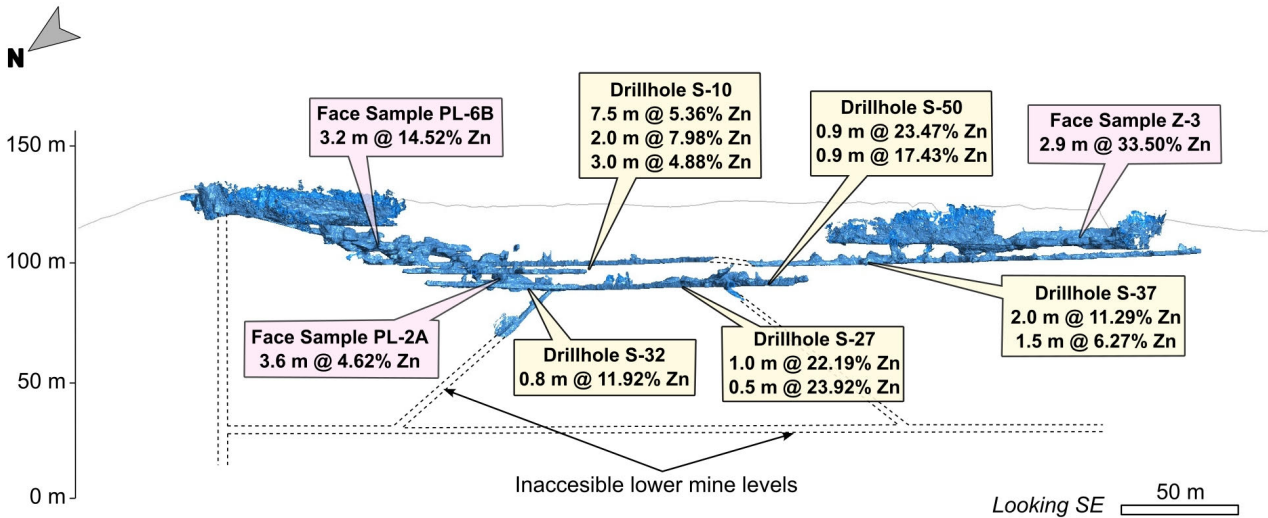 N
150 m
100 m
50 m
0 m
Face Sample PL-6B
3.2 m @ 14.52% Zn
Drillhole S-10
7.5 m @ 5.36% Zn
2.0 m @ 7.98% Zn
3.0 m @ 4.88% Zn
Drillhole S-50
0.9 m @ 23.47% Zn
0.9 m @ 17.43% Zn
Face Sample Z-3
2.9 m @ 33.50% Zn
Face Sample PL-2A
3.6 m @ 4.62% Zn
Drillhole S-32
0.8 m @ 11.92% Zn
Drillhole S-27
1.0 m @ 22.19% Zn
0.5 m @ 23.92% Zn
Drillhole S-37
2.0 m @ 11.29% Zn
1.5 m @ 6.27% Zn
Inaccesible lower mine levels
Looking SE
50 m